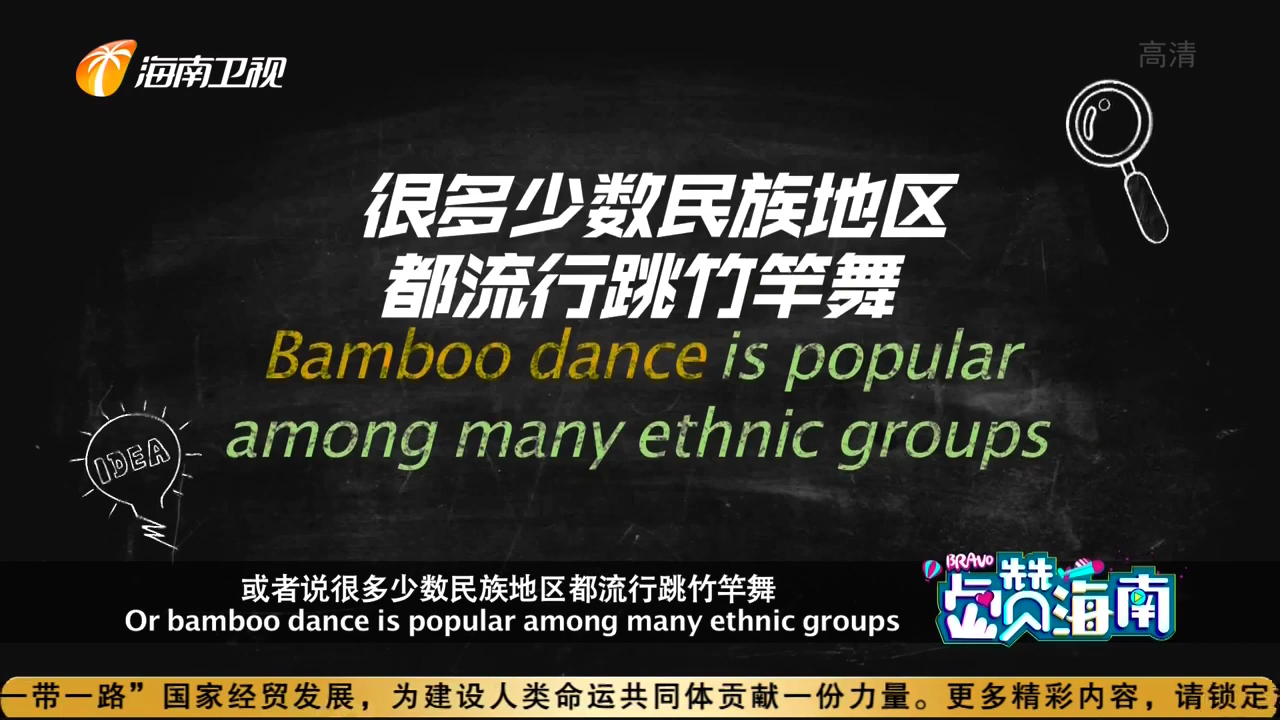 海南卫视
高清
很多少数民族地区
都流行跳竹竿舞
Bamboo dance is popular
among many ethnic groups
IDEA
或者说很多少数民族地区都流行跳竹竿舞
Or bamboo dance is popular among many ethnic groups
BRAVO
点赞海南
一带一路”国家经贸发展，为建设人类命运共同体贡献一份力量。更多精彩内容，请锁定